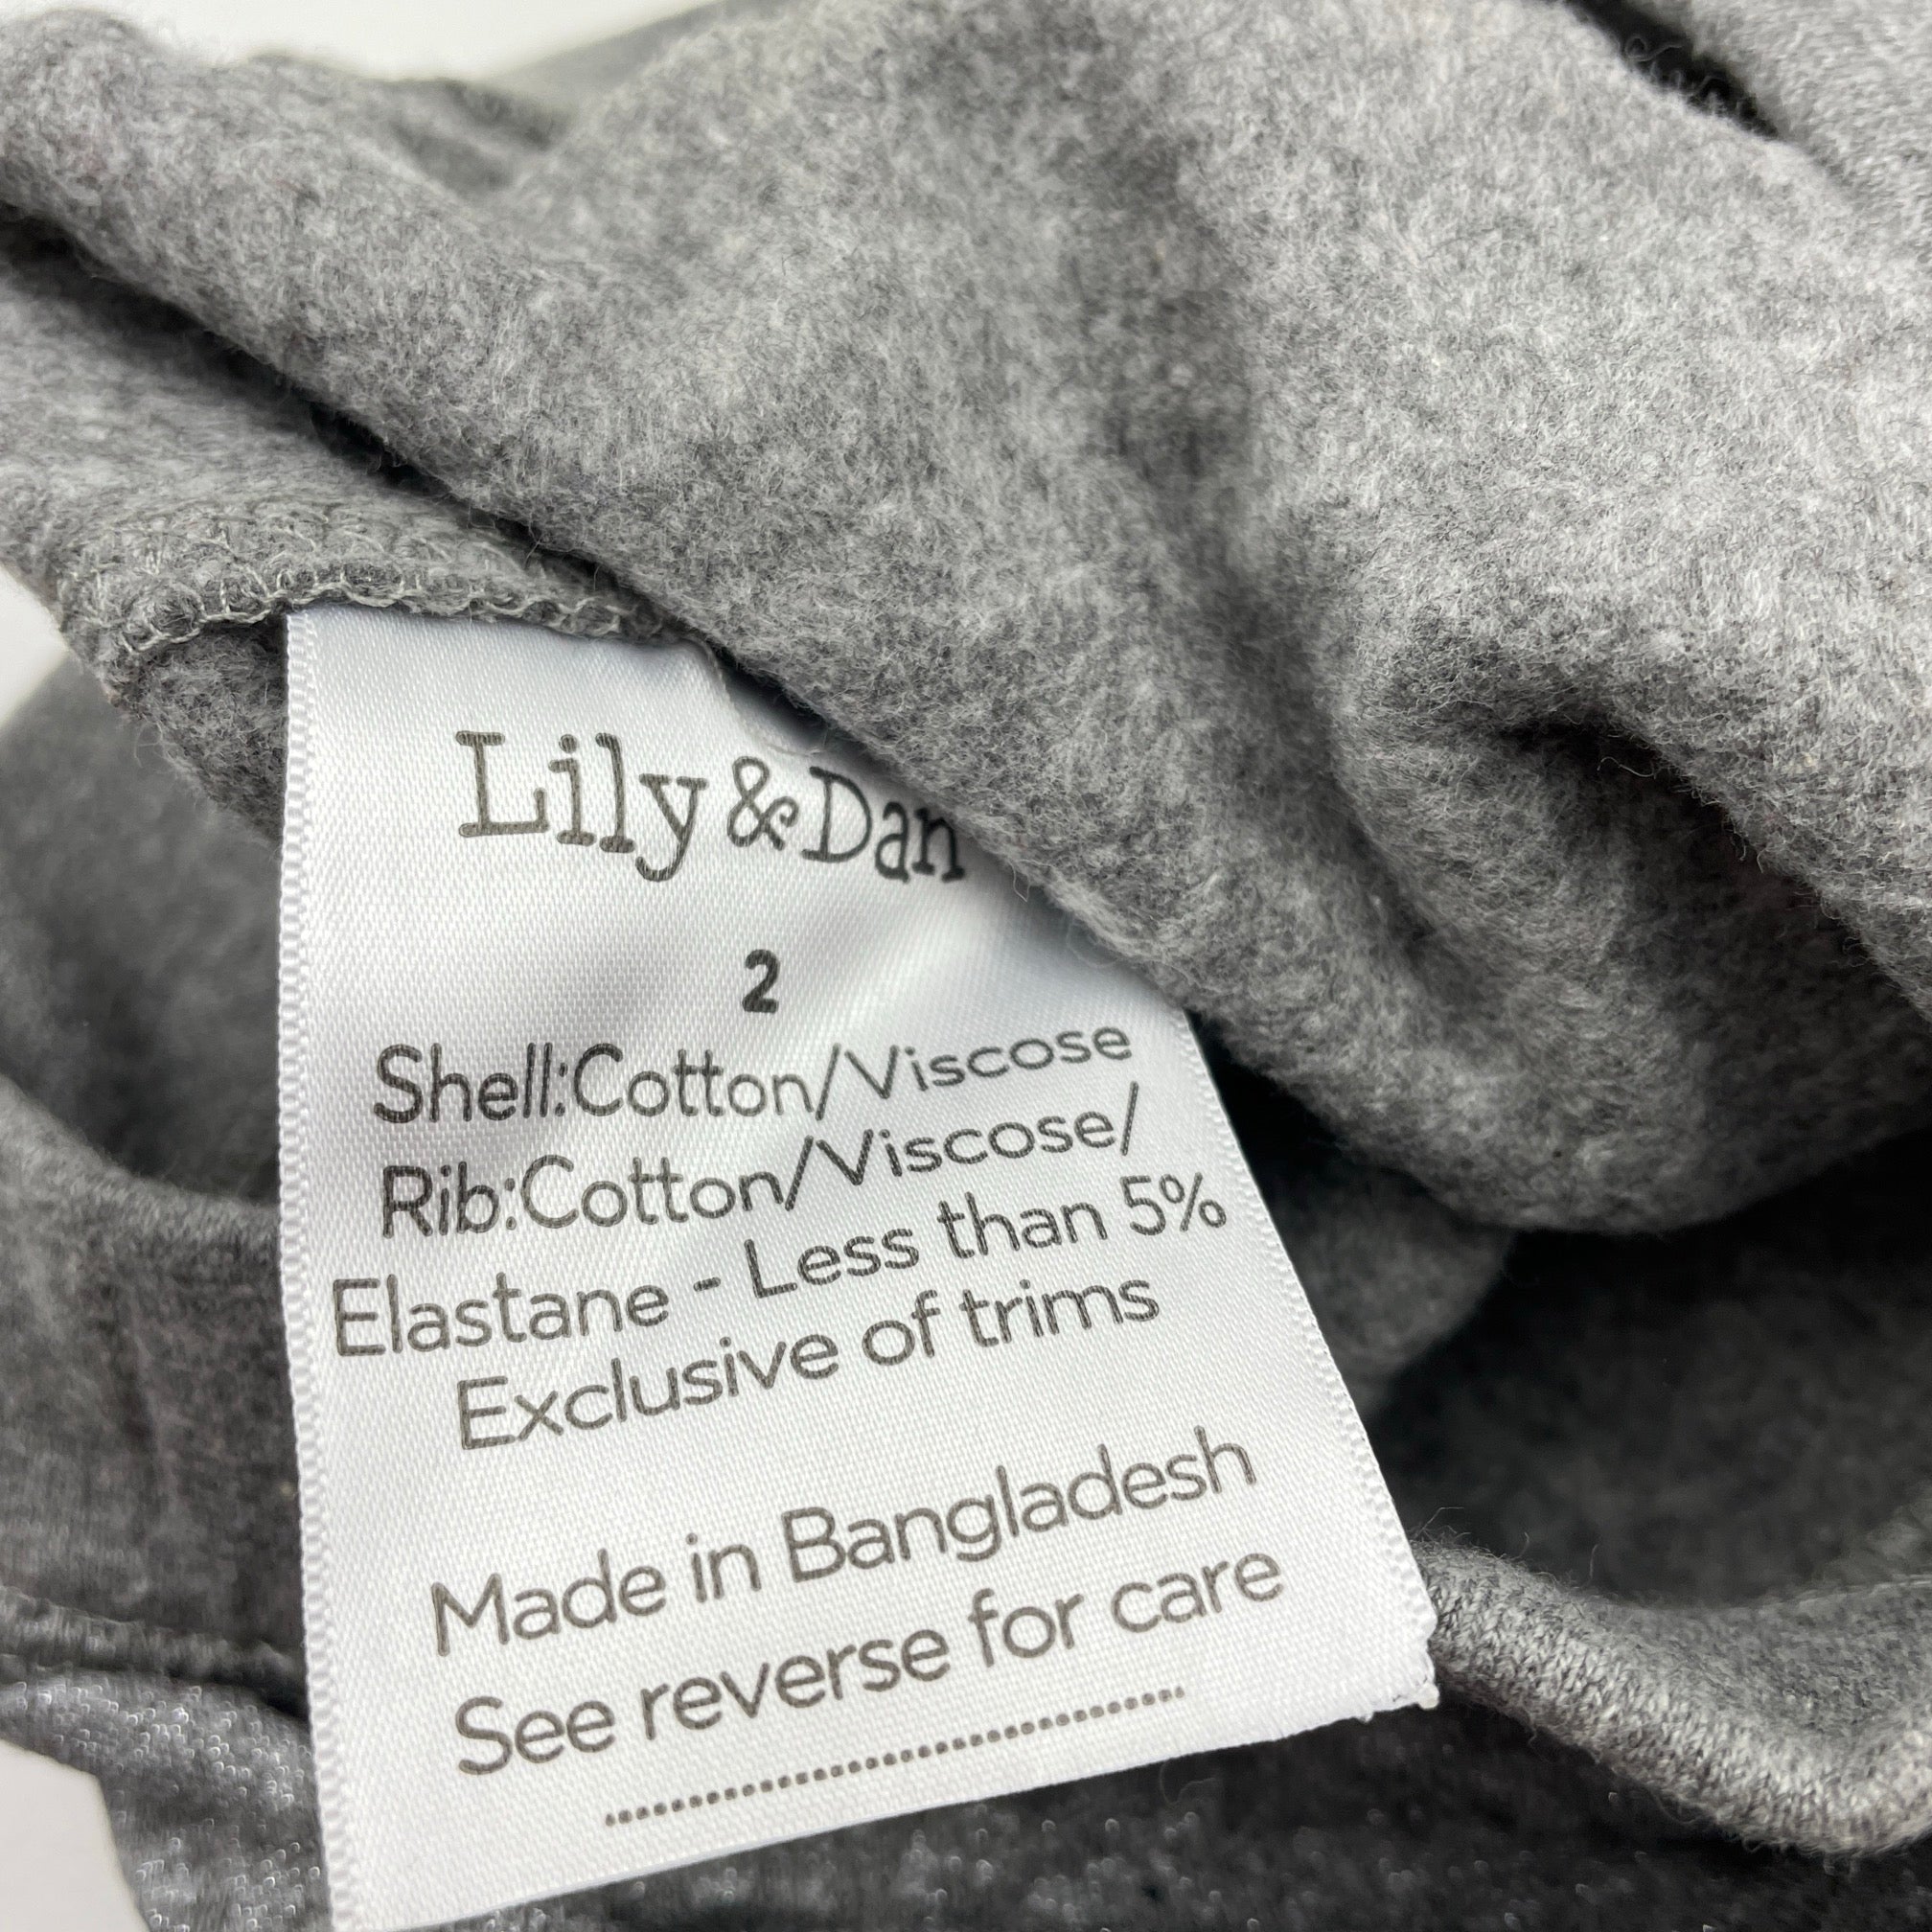 Lily & Dan
2
Shell:Cotton/Viscose
Rib:Cotton/Viscose/
Elastane - Less than 5%
Exclusive of trims
Made in Bangladesh
See reverse for care